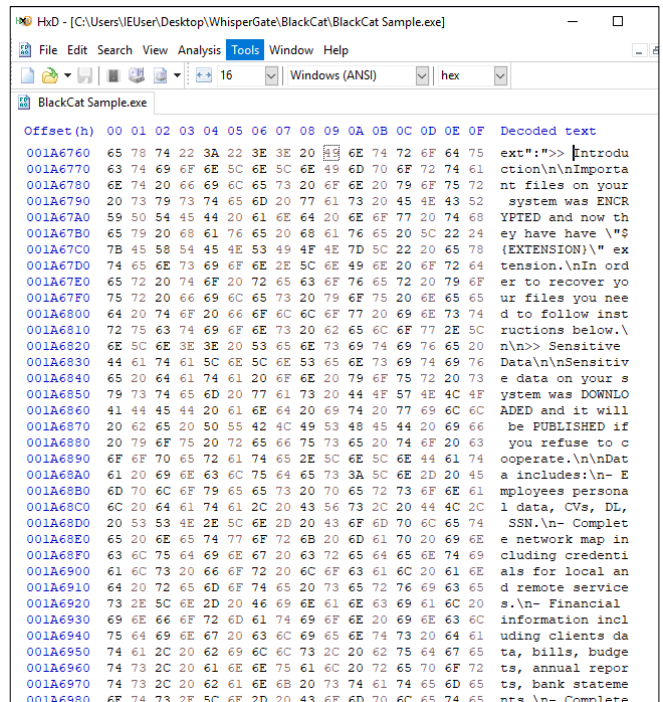 HxD - [C:\Users\IEUser\Desktop\WhisperGate\BlackCat\BlackCat Sample.exe]
File Edit Search View Analysis Tools Window Help
16 Windows (ANSI) hex
BlackCat Sample.exe
Offset(h) 00 01 02 03 04 05 06 07 08 09 0A 0B 0C 0D 0E 0F Decoded text
001A6760 65 78 74 22 3A 22 3E 3E 20 49 6E 74 72 6F 64 75 ext":">> Introdu
001A6770 63 74 69 6F 6E 5C 6E 5C 6E 49 6D 70 6F 72 74 61 ction\n\nImporta
001A6780 6E 74 20 66 69 6C 65 73 20 6F 6E 20 79 6F 75 72 nt files on your
001A6790 20 73 79 73 74 65 6D 20 77 61 73 20 45 4E 43 52 system was ENCR
001A67A0 59 50 54 45 44 20 61 6E 64 20 6E 6F 77 20 74 68 YPTED and now th
001A67B0 65 79 20 68 61 76 65 20 68 61 76 65 20 5C 22 24 ey have have \"$
001A67C0 7B 45 58 54 45 4E 53 49 4F 4E 7D 5C 22 20 65 78 {EXTENSION}\" ex
001A67D0 74 65 6E 73 69 6F 6E 2E 5C 6E 49 6E 20 6F 72 64 tension.\nIn ord
001A67E0 65 72 20 74 6F 20 72 65 63 6F 76 65 72 20 79 6F er to recover yo
001A67F0 75 72 20 66 69 6C 65 73 20 79 6F 75 20 6E 65 65 ur files you nee
001A6800 64 20 74 6F 20 66 6F 6C 6C 6F 77 20 69 6E 73 74 d to follow inst
001A6810 72 75 63 74 69 6F 6E 73 20 62 65 6C 6F 77 2E 5C ructions below.\
001A6820 6E 5C 6E 3E 3E 20 53 65 6E 73 69 74 69 76 65 20 n\n>> Sensitive
001A6830 44 61 74 61 5C 6E 5C 6E 53 65 6E 73 69 74 69 76 Data\n\nSensitiv
001A6840 65 20 64 61 74 61 20 6F 6E 20 79 6F 75 72 20 73 e data on your s
001A6850 79 73 74 65 6D 20 77 61 73 20 44 4F 57 4E 4C 4F ystem was DOWNLO
001A6860 41 44 45 44 20 61 6E 64 20 69 74 20 77 69 6C 6C ADED and it will
001A6870 20 62 65 20 50 55 42 4C 49 53 48 45 44 20 69 66 be PUBLISHED if
001A6880 20 79 6F 75 20 72 65 66 75 73 65 20 74 6F 20 63 you refuse to c
001A6890 6F 6F 70 65 72 61 74 65 2E 5C 6E 5C 6E 44 61 74 ooperate.\n\nDat
001A68A0 61 20 69 6E 63 6C 75 64 65 73 3A 5C 6E 2D 20 45 a includes:\n- E
001A68B0 6D 70 6C 6F 79 65 65 73 20 70 65 72 73 6F 6E 61 mployees persona
001A68C0 6C 20 64 61 74 61 2C 20 43 56 73 2C 20 44 4C 2C l data, CVs, DL,
001A68D0 20 53 53 4E 2E 5C 6E 2D 20 43 6F 6D 70 6C 65 74 SSN.\n- Complet
001A68E0 65 20 6E 65 74 77 6F 72 6B 20 6D 61 70 20 69 6E e network map in
001A68F0 63 6C 75 64 69 6E 67 20 63 72 65 64 65 6E 74 69 cluding credenti
001A6900 61 6C 73 20 66 6F 72 20 6C 6F 63 61 6C 20 61 6E als for local an
001A6910 64 20 72 65 6D 6F 74 65 20 73 65 72 76 69 63 65 d remote service
001A6920 73 2E 5C 6E 2D 20 46 69 6E 61 6E 63 69 61 6C 20 s.\n- Financial
001A6930 69 6E 66 6F 72 6D 61 74 69 6F 6E 20 69 6E 63 6C information incl
001A6940 75 64 69 6E 67 20 63 6C 69 65 6E 74 73 20 64 61 uding clients da
001A6950 74 61 2C 20 62 69 6C 6C 73 2C 20 62 75 64 67 65 ta, bills, budge
001A6960 74 73 2C 20 61 6E 6E 75 61 6C 20 72 65 70 6F 72 ts, annual repor
001A6970 74 73 2C 20 62 61 6E 6B 20 73 74 61 74 65 6D 65 ts, bank stateme
001A6980 6E 74 73 2E 5C 6E 2D 20 43 6F 6D 70 6C 65 74 65 nts.\n- Complete